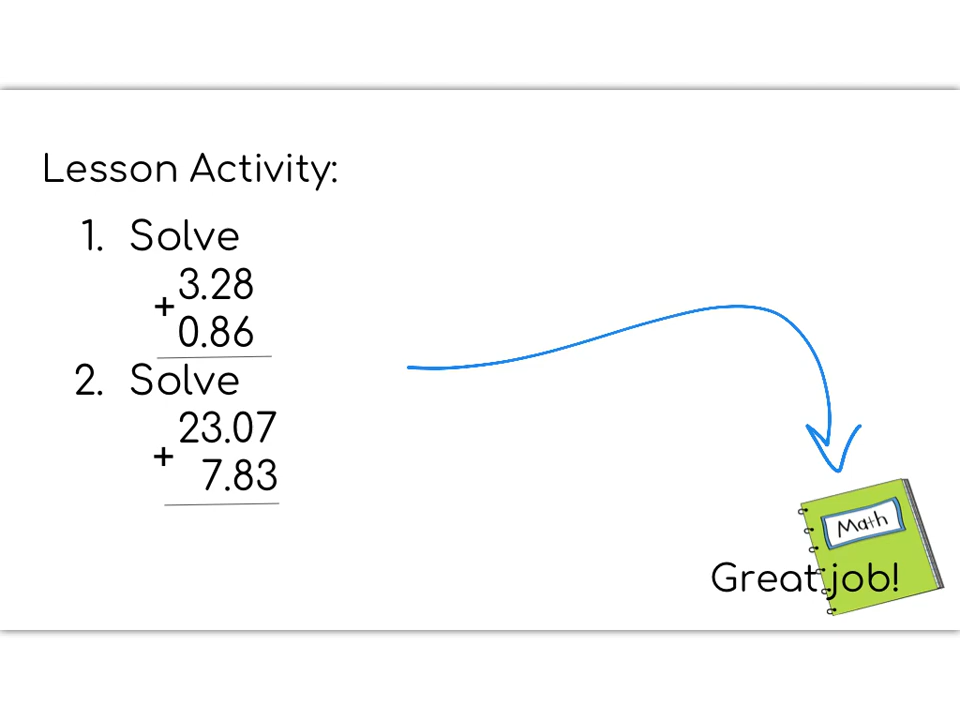 Lesson Activity:
1. Solve
3.28
+
0.86
2. Solve
23.07
+
7.83
Math
Great job!